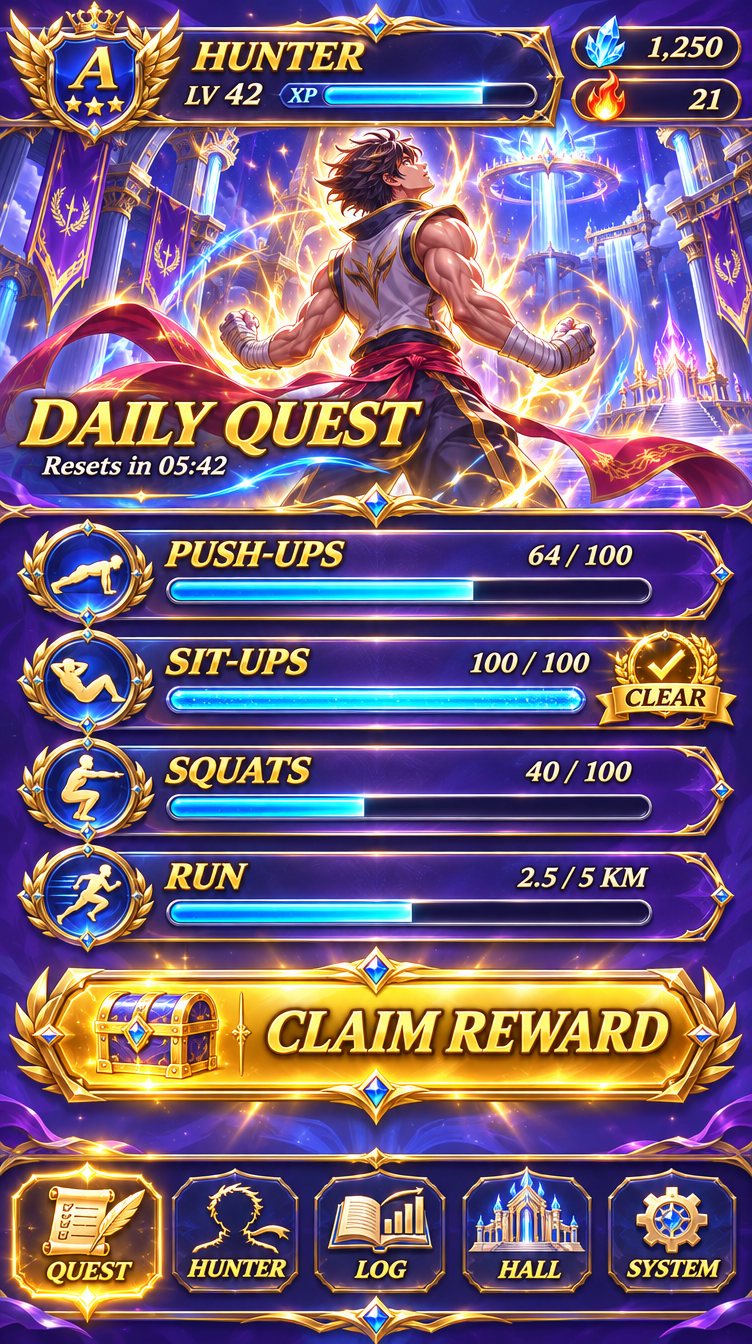 A
HUNTER
LV 42 XP
1,250
21
DAILY QUEST
Resets in 05:42
PUSH-UPS 64 / 100
SIT-UPS 100 / 100
CLEAR
SQUATS 40 / 100
RUN 2.5 / 5 KM
CLAIM REWARD
QUEST HUNTER LOG HALL SYSTEM